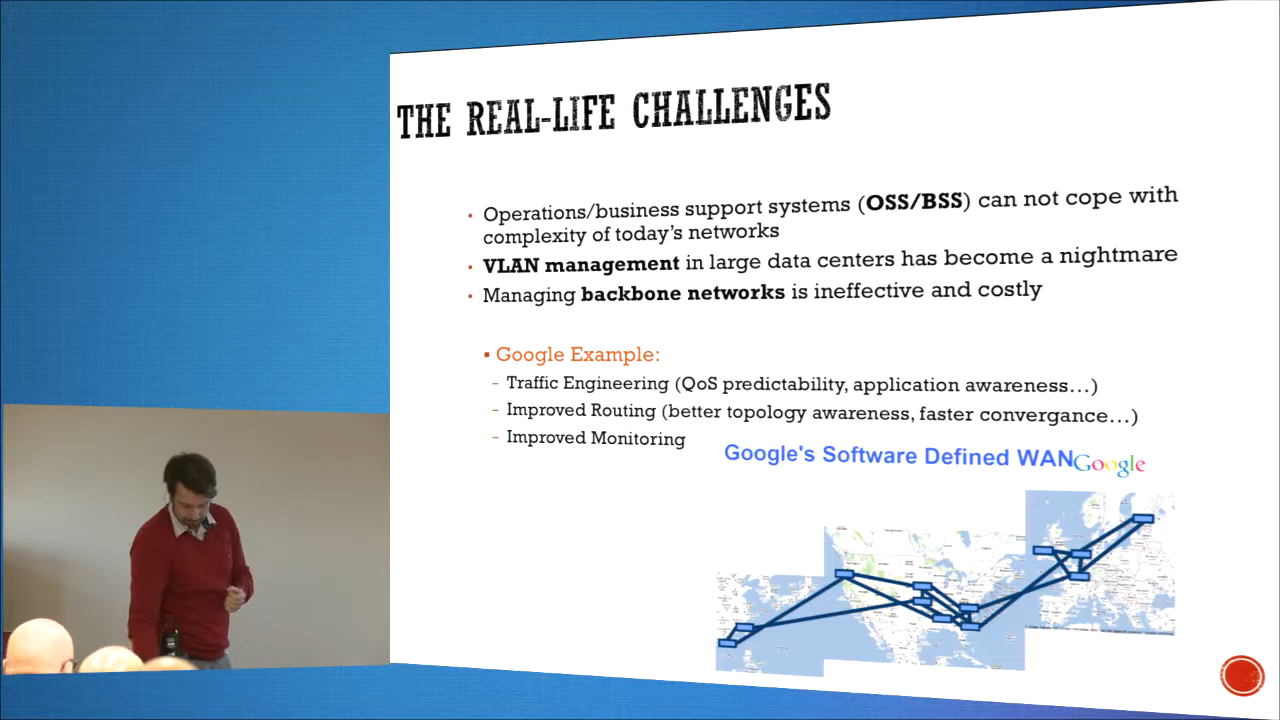 THE REAL-LIFE CHALLENGES
• Operations/business support systems (OSS/BSS) can not cope with
complexity of today's networks
• VLAN management in large data centers has become a nightmare
• Managing backbone networks is ineffective and costly
▪ Google Example:
– Traffic Engineering (QoS predictability, application awareness…)
– Improved Routing (better topology awareness, faster convergance…)
– Improved Monitoring
Google's Software Defined WAN Google